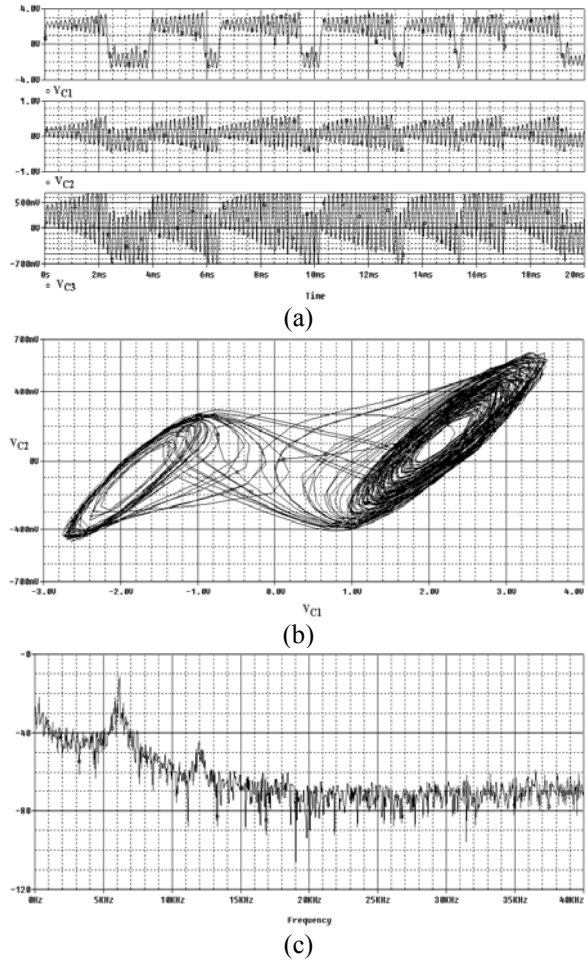 4.0V
0V
-4.0V
V_C1
1.0V
0V
-1.0V
V_C2
500mV
0V
-700mV
0s 2ms 4ms 6ms 8ms 10ms 12ms 14ms 16ms 18ms 20ms
V_C3
Time
(a)
700mV
400mV
V_C2
0V
-400mV
-700mV
-3.0V -2.0V -1.0V 0.0V 1.0V 2.0V 3.0V 4.0V
V_C1
(b)
-0
-40
-80
-120
0Hz 5KHz 10KHz 15KHz 20KHz 25KHz 30KHz 35KHz 40KHz
Frequency
(c)